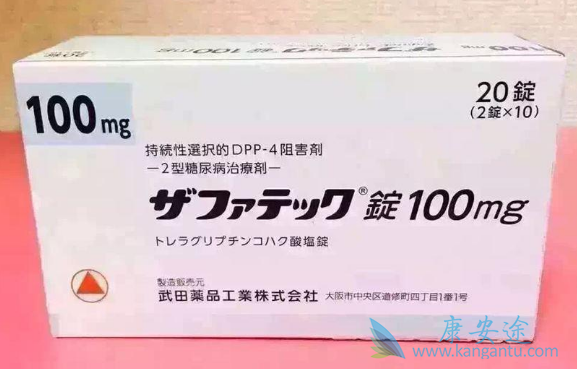 100mg
20錠
(2錠×10)
持続性選択的DPP-4阻害剤
―2型糖尿病治療剤―
ザファテック®錠100mg
トレラグリプチンコハク酸塩錠
製造販売元
武田薬品工業株式会社 大阪市中央区道修町四丁目1番1号
康安途
www.kangantu.com